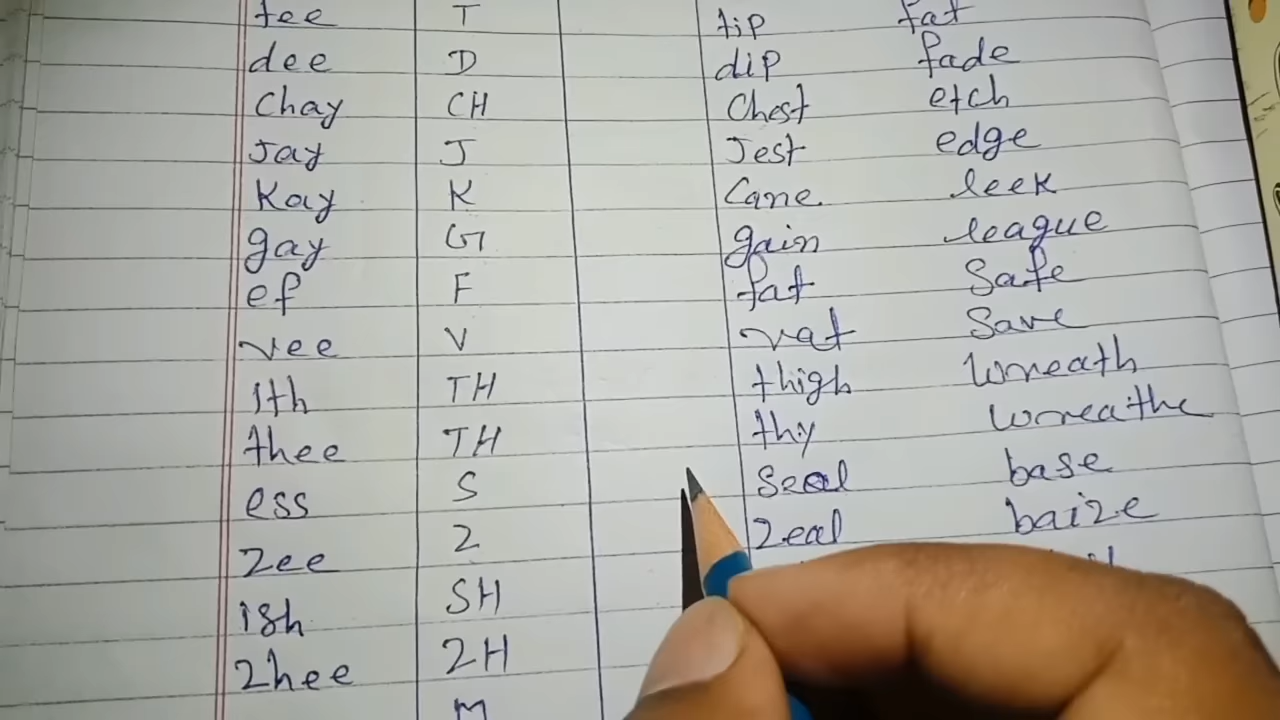 tee T tip fat
dee D dip fade
Chay CH Chest etch
Jay J Jest edge
Kay K Cane leek
gay G gain league
ef F fat Safe
vee V vat Save
ith TH thigh Wreath
thee TH thy Wreathe
ess S Seal base
Zee Z Zeal baize
ish SH
Zhee ZH
M